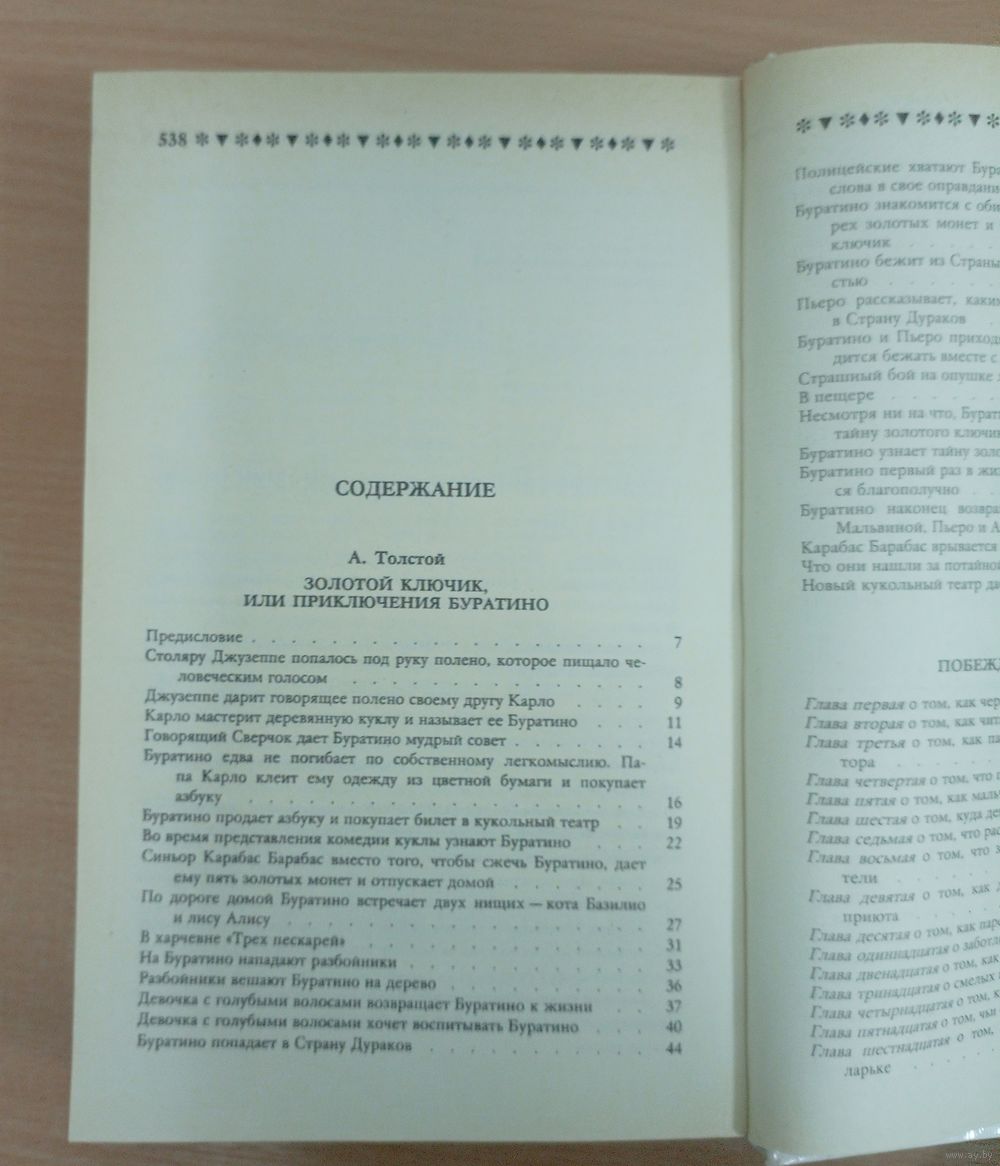 538
СОДЕРЖАНИЕ
А. Толстой
ЗОЛОТОЙ КЛЮЧИК,
ИЛИ ПРИКЛЮЧЕНИЯ БУРАТИНО
Предисловие . . . . . . . . . . . . . . . . . . 7
Столяру Джузеппе попалось под руку полено, которое пищало че-
ловеческим голосом . . . . . . . . . . . . . . 8
Джузеппе дарит говорящее полено своему другу Карло . . . . 9
Карло мастерит деревянную куклу и называет ее Буратино . . . 11
Говорящий Сверчок дает Буратино мудрый совет . . . . . . . 14
Буратино едва не погибает по собственному легкомыслию. Па-
па Карло клеит ему одежду из цветной бумаги и покупает
азбуку . . . . . . . . . . . . . . . . . 16
Буратино продает азбуку и покупает билет в кукольный театр . . 19
Во время представления комедии куклы узнают Буратино . . . 22
Синьор Карабас Барабас вместо того, чтобы сжечь Буратино, дает
ему пять золотых монет и отпускает домой . . . . . . . 25
По дороге домой Буратино встречает двух нищих — кота Базилио
и лису Алису . . . . . . . . . . . . . . . . 27
В харчевне «Трех пескарей» . . . . . . . . . . . . . 31
На Буратино нападают разбойники . . . . . . . . . . . 33
Разбойники вешают Буратино на дерево . . . . . . . . . . 36
Девочка с голубыми волосами возвращает Буратино к жизни . . 37
Девочка с голубыми волосами хочет воспитывать Буратино . . . 40
Буратино попадает в Страну Дураков . . . . . . . . . . 44
Полицейские хватают Бура
слова в свое оправдани
Буратино знакомится с оби
рех золотых монет и
ключик . . . .
Буратино бежит из Страны
стью . . . . .
Пьеро рассказывает, каким
в Страну Дураков .
Буратино и Пьеро приход
дится бежать вместе с
Страшный бой на опушке
В пещере . . . . .
Несмотря ни на что, Бурат
тайну золотого ключик
Буратино узнает тайну золо
Буратино первый раз в жиз
ся благополучно . .
Буратино наконец возвра
Мальвиной, Пьеро и А
Карабас Барабас врывается
Что они нашли за потайной
Новый кукольный театр да
ПОБЕЖД
Глава первая о том, как чер
Глава вторая о том, как чит
Глава третья о том, как па
тора . . . . .
Глава четвертая о том, что п
Глава пятая о том, как маль
Глава шестая о том, куда де
Глава седьмая о том, что рас
Глава восьмая о том, что з
тели . . . . .
Глава девятая о том, как д
приюта . . . .
Глава десятая о том, как пар
Глава одиннадцатая о заботл
Глава двенадцатая о том, как
Глава тринадцатая о смелых
Глава четырнадцатая о том, к
Глава пятнадцатая о том, чьи
Глава шестнадцатая о том,
ларьке . . . .
www.ay.by